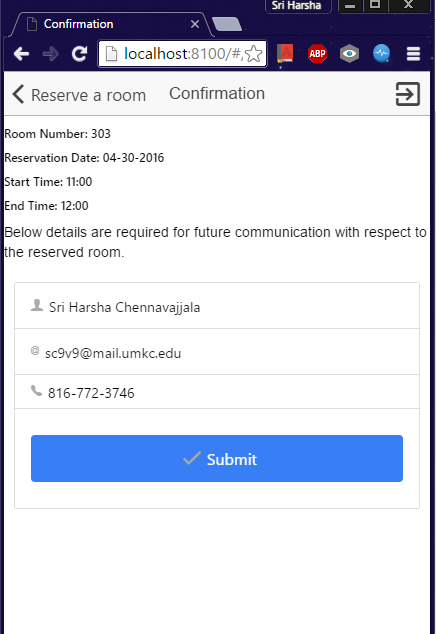 Sri Harsha
Confirmation
localhost:8100/#,
ABP
Reserve a room Confirmation
Room Number: 303
Reservation Date: 04-30-2016
Start Time: 11:00
End Time: 12:00
Below details are required for future communication with respect to
the reserved room.
Sri Harsha Chennavajjala
@ sc9v9@mail.umkc.edu
816-772-3746
Submit